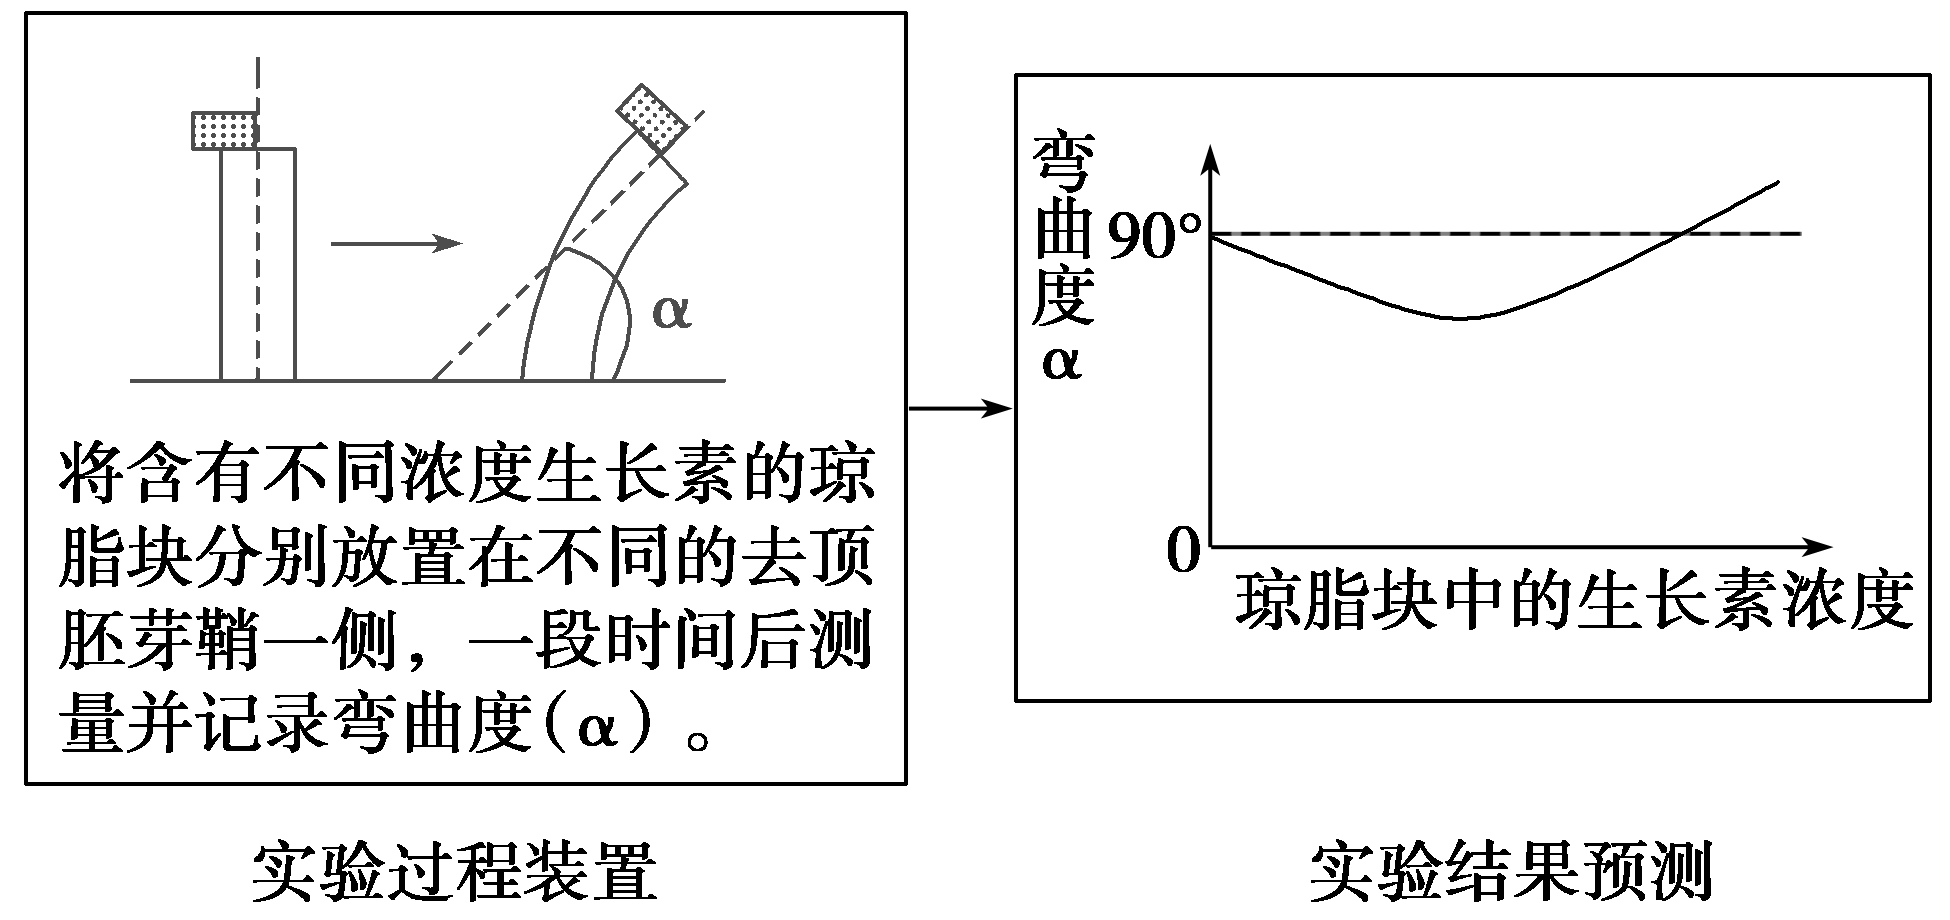 α
将含有不同浓度生长素的琼
脂块分别放置在不同的去顶
胚芽鞘一侧，一段时间后测
量并记录弯曲度(α)。
实验过程装置
弯曲度α
90°
0
琼脂块中的生长素浓度
实验结果预测